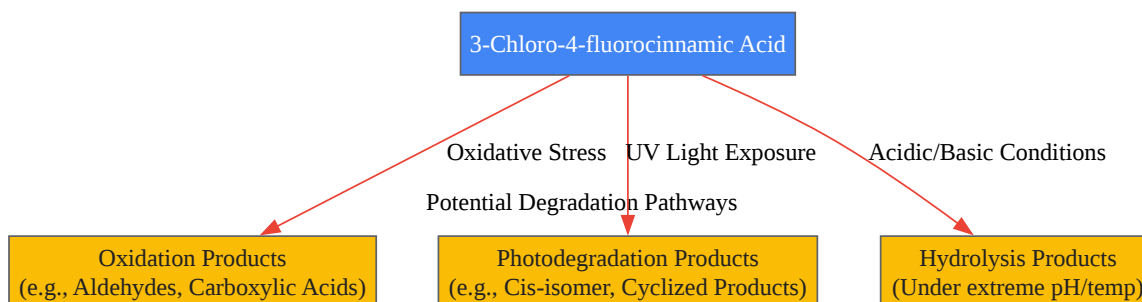 3-Chloro-4-fluorocinnamic Acid
Oxidative Stress
UV Light Exposure
Acidic/Basic Conditions
Potential Degradation Pathways
Oxidation Products
(e.g., Aldehydes, Carboxylic Acids)
Photodegradation Products
(e.g., Cis-isomer, Cyclized Products)
Hydrolysis Products
(Under extreme pH/temp)